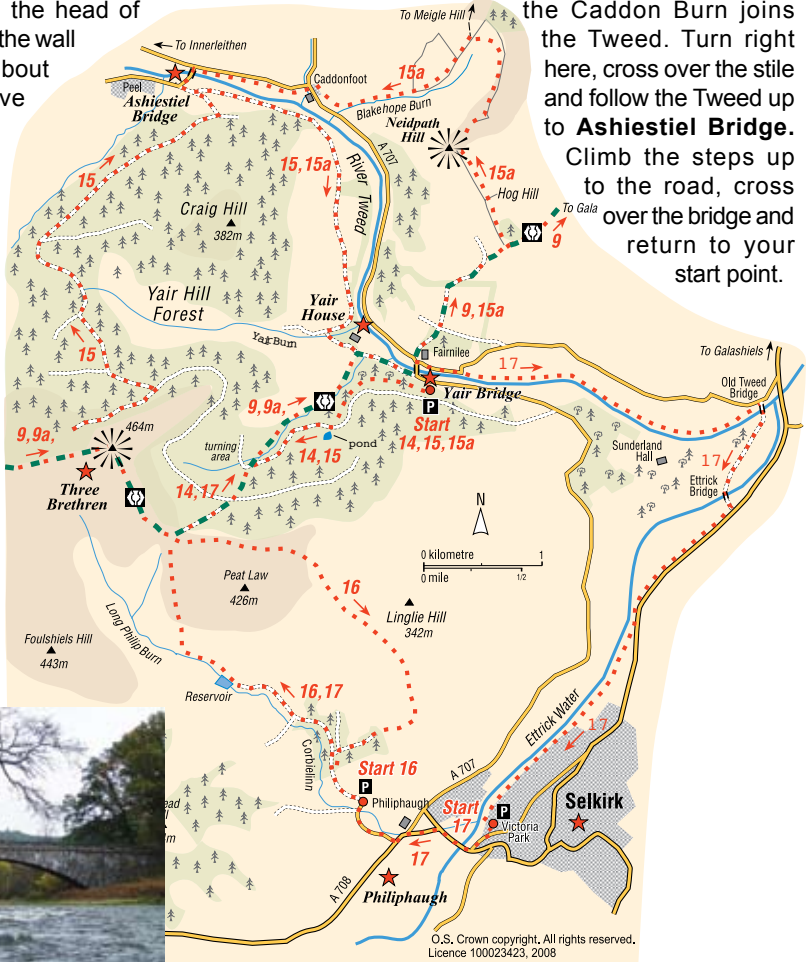 the head of
the wall
bout
ve
the Caddon Burn joins
the Tweed. Turn right
here, cross over the stile
and follow the Tweed up
to Ashiestiel Bridge.
Climb the steps up
to the road, cross
over the bridge and
return to your
start point.
To Meigle Hill
To Innerleithen
Caddonfoot
15a
Peel
Ashiestiel
Bridge
Blakehope Burn
Neidpath
Hill
A 707
15
15,15a
River Tweed
15a
Hog Hill
To Gala
9
Craig Hill
382m
Yair Hill
Forest
Yair
House
9,15a
Yair Burn
Fairnilee
17
To Galashiels
15
Yair Bridge
Old Tweed
Bridge
P
9,9a,
Start
14,15,15a
464m
9,9a,
turning
area
14,15
pond
Sunderland
Hall
17
Ettrick
Bridge
Three
Brethren
14,17
N
0 kilometre 1
0 mile 1/2
16
Peat Law
426m
Linglie Hill
342m
Long Philip Burn
Foulshiels Hill
443m
Reservoir
16,17
Ettrick Water
17
Corbielinn
Start 16
A 707
P
Philiphaugh
Start
17
P
Victoria
Park
Selkirk
17
A 708
Philiphaugh
ead
l
m
O.S. Crown copyright. All rights reserved.
Licence 100023423, 2008